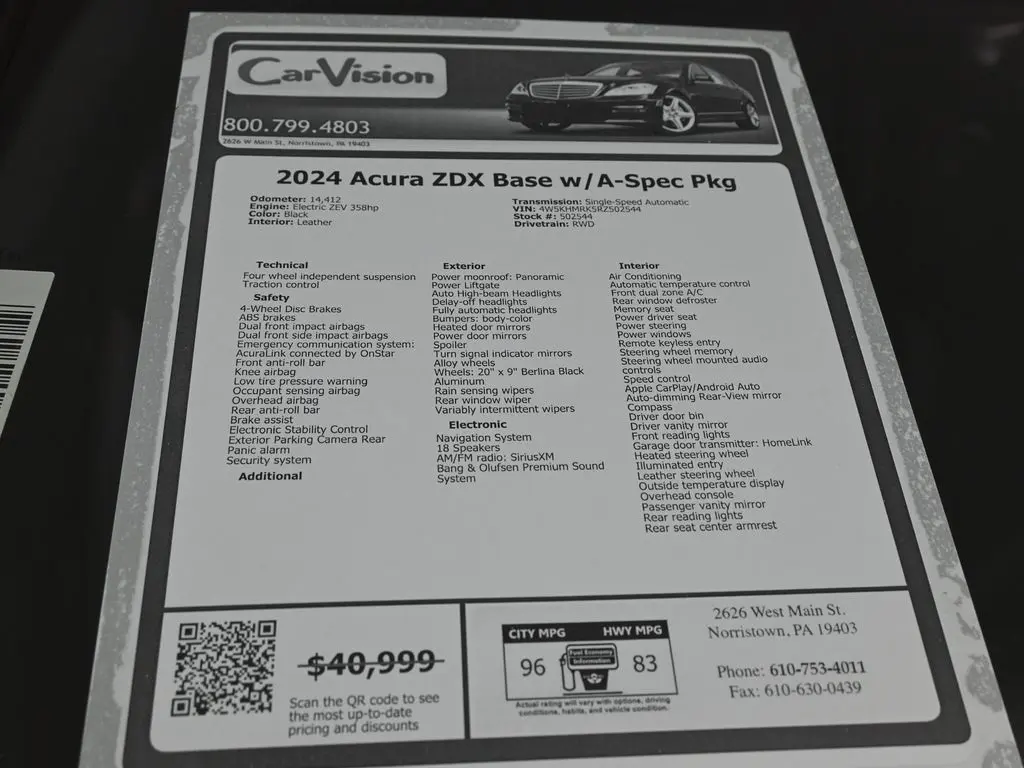 CarVision
800.799.4803
2626 W Main St, Norristown, PA 19403
2024 Acura ZDX Base w/A-Spec Pkg
Odometer: 14,412
Engine: Electric ZEV 358hp
Color: Black
Interior: Leather
Transmission: Single-Speed Automatic
VIN: 4W5KHMRK5RZ502544
Stock #: 502544
Drivetrain: RWD
Technical
Four wheel independent suspension
Traction control
Safety
4-Wheel Disc Brakes
ABS brakes
Dual front impact airbags
Dual front side impact airbags
Emergency communication system:
AcuraLink connected by OnStar
Front anti-roll bar
Knee airbag
Low tire pressure warning
Occupant sensing airbag
Overhead airbag
Rear anti-roll bar
Brake assist
Electronic Stability Control
Exterior Parking Camera Rear
Panic alarm
Security system
Additional
Exterior
Power moonroof: Panoramic
Power Liftgate
Auto High-beam Headlights
Delay-off headlights
Fully automatic headlights
Bumpers: body-color
Heated door mirrors
Power door mirrors
Spoiler
Turn signal indicator mirrors
Alloy wheels
Wheels: 20" x 9" Berlina Black
Aluminum
Rain sensing wipers
Rear window wiper
Variably intermittent wipers
Electronic
Navigation System
18 Speakers
AM/FM radio: SiriusXM
Bang & Olufsen Premium Sound
System
Interior
Air Conditioning
Automatic temperature control
Front dual zone A/C
Rear window defroster
Memory seat
Power driver seat
Power steering
Power windows
Remote keyless entry
Steering wheel memory
Steering wheel mounted audio
controls
Speed control
Apple CarPlay/Android Auto
Auto-dimming Rear-View mirror
Compass
Driver door bin
Driver vanity mirror
Front reading lights
Garage door transmitter: HomeLink
Heated steering wheel
Illuminated entry
Leather steering wheel
Outside temperature display
Overhead console
Passenger vanity mirror
Rear reading lights
Rear seat center armrest
$40,999
Scan the QR code to see
the most up-to-date
pricing and discounts
CITY MPG HWY MPG
96 83
Fuel Economy
Information
Actual rating will vary with options, driving
conditions, habits, and vehicle condition.
2626 West Main St.
Norristown, PA 19403
Phone: 610-753-4011
Fax: 610-630-0439